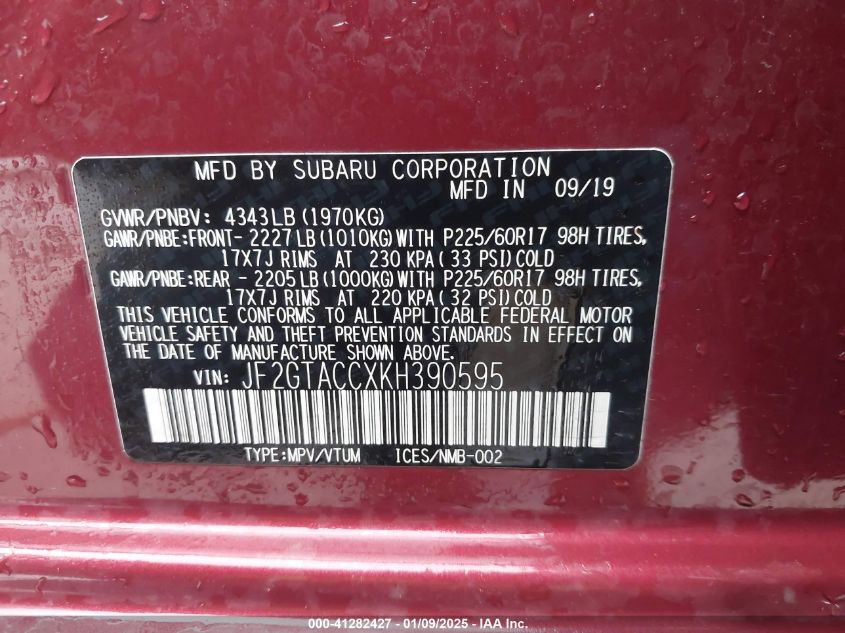 MFD BY SUBARU CORPORATION
MFD IN 09/19
GVWR/PNBV: 4343LB (1970KG)
GAWR/PNBE:FRONT- 2227 LB (1010KG) WITH P225/60R17 98H TIRES,
17X7J RIMS AT 230 KPA ( 33 PSI) COLD
GAWR/PNBE:REAR - 2205 LB (1000KG) WITH P225/60R17 98H TIRES,
17X7J RIMS AT 220 KPA ( 32 PSI) COLD
THIS VEHICLE CONFORMS TO ALL APPLICABLE FEDERAL MOTOR
VEHICLE SAFETY AND THEFT PREVENTION STANDARDS IN EFFECT ON
THE DATE OF MANUFACTURE SHOWN ABOVE.
VIN: JF2GTACCXKH390595
TYPE:MPV/VTUM ICES/NMB-002
000-41282427 - 01/09/2025 - IAA Inc.